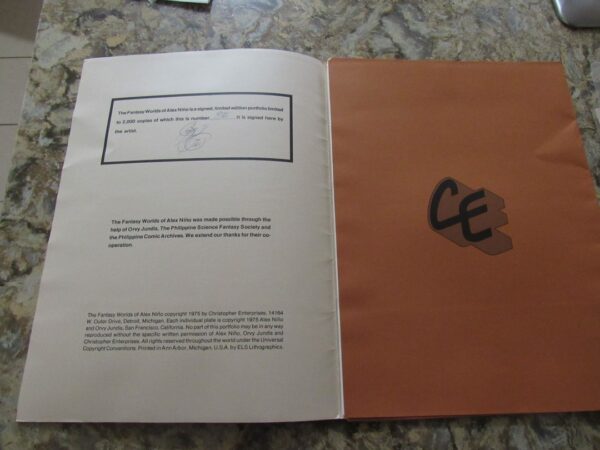 The Fantasy Worlds of Alex Niño is a signed, limited edition portfolio limited
to 2,000 copies of which this is number it is signed here by
the artist.
The Fantasy Worlds of Alex Niño was made possible through the
help of Orvy Jundis, The Philippine Science Fantasy Society and
the Philippine Comic Archives. We extend our thanks for their co-
operation.
The Fantasy Worlds of Alex Niño copyright 1975 by Christopher Enterprises, 14164
W. Outer Drive, Detroit, Michigan. Each individual plate is copyright 1975 Alex Niño
and Orvy Jundis, San Francisco, California. No part of this portfolio may be in any way
reproduced without the specific written permission of Alex Niño, Orvy Jundis and
Christopher Enterprises. All rights reserved throughout the world under the Universal
Copyright Conventions. Printed in Ann Arbor, Michigan, U.S.A. by ELS Lithographics.
CE